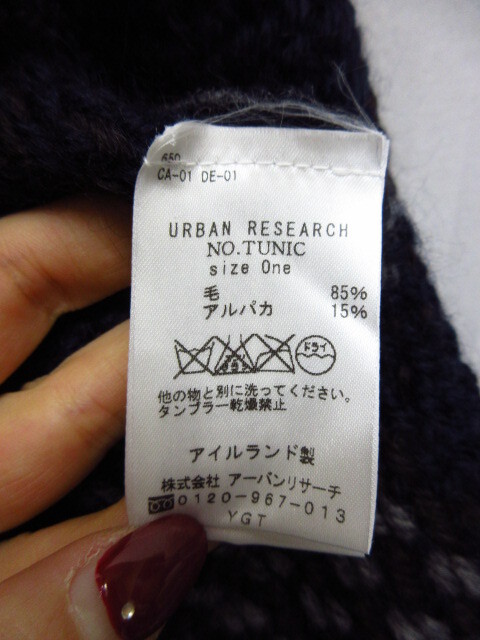 650
CA-01 DE-01
URBAN RESEARCH
NO.TUNIC
size One
毛 85%
アルパカ 15%
ドライ
他の物と別に洗ってください。
タンブラー乾燥禁止
アイルランド製
株式会社 アーバンリサーチ
0120-967-013
YGT